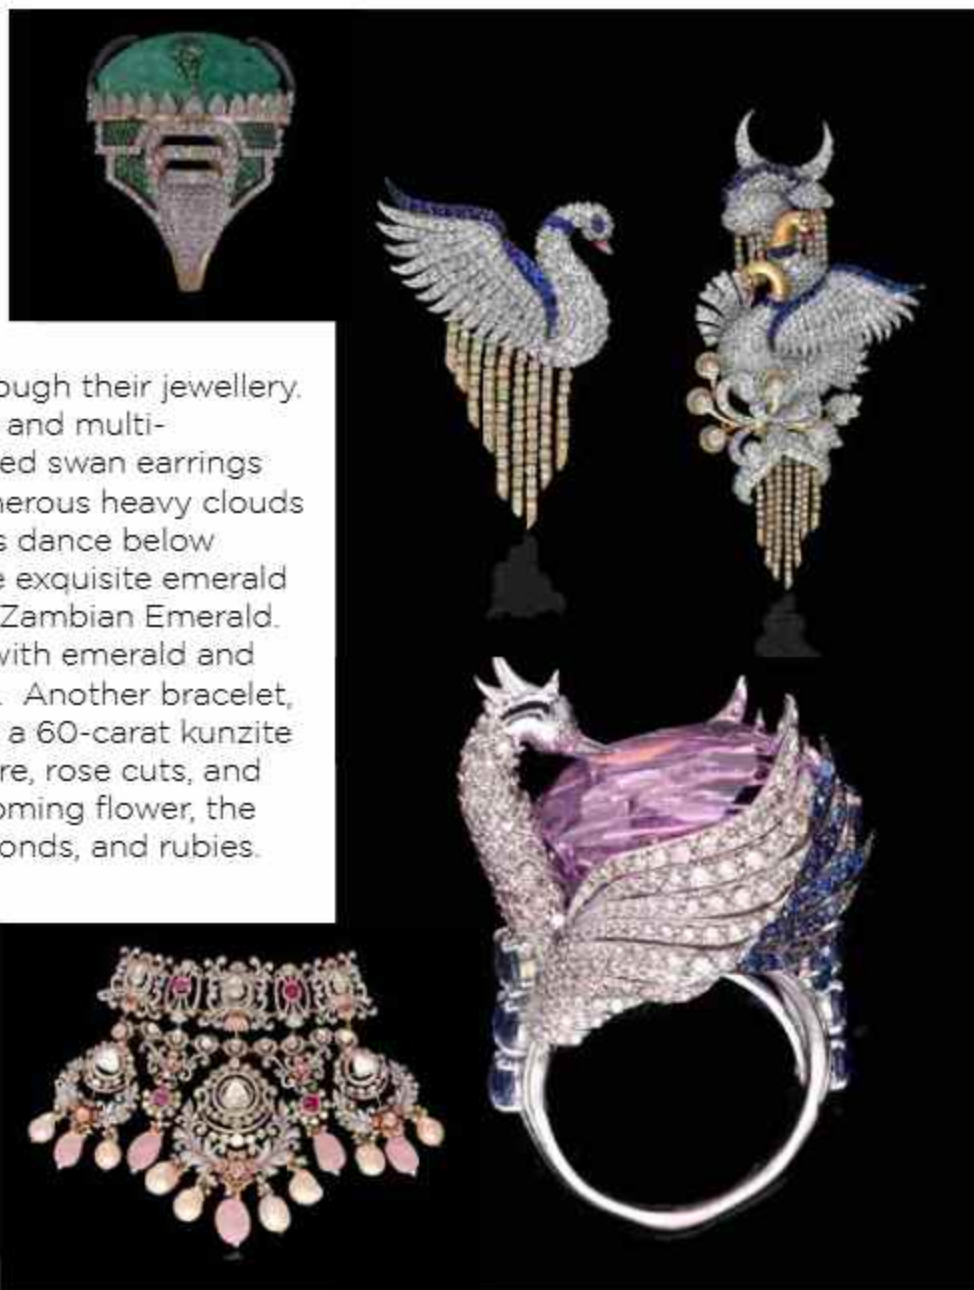 ough their jewellery.
and multi-
ed swan earrings
nerous heavy clouds
s dance below
e exquisite emerald
Zambian Emerald.
with emerald and
. Another bracelet,
a 60-carat kunzite
re, rose cuts, and
oming flower, the
onds, and rubies.